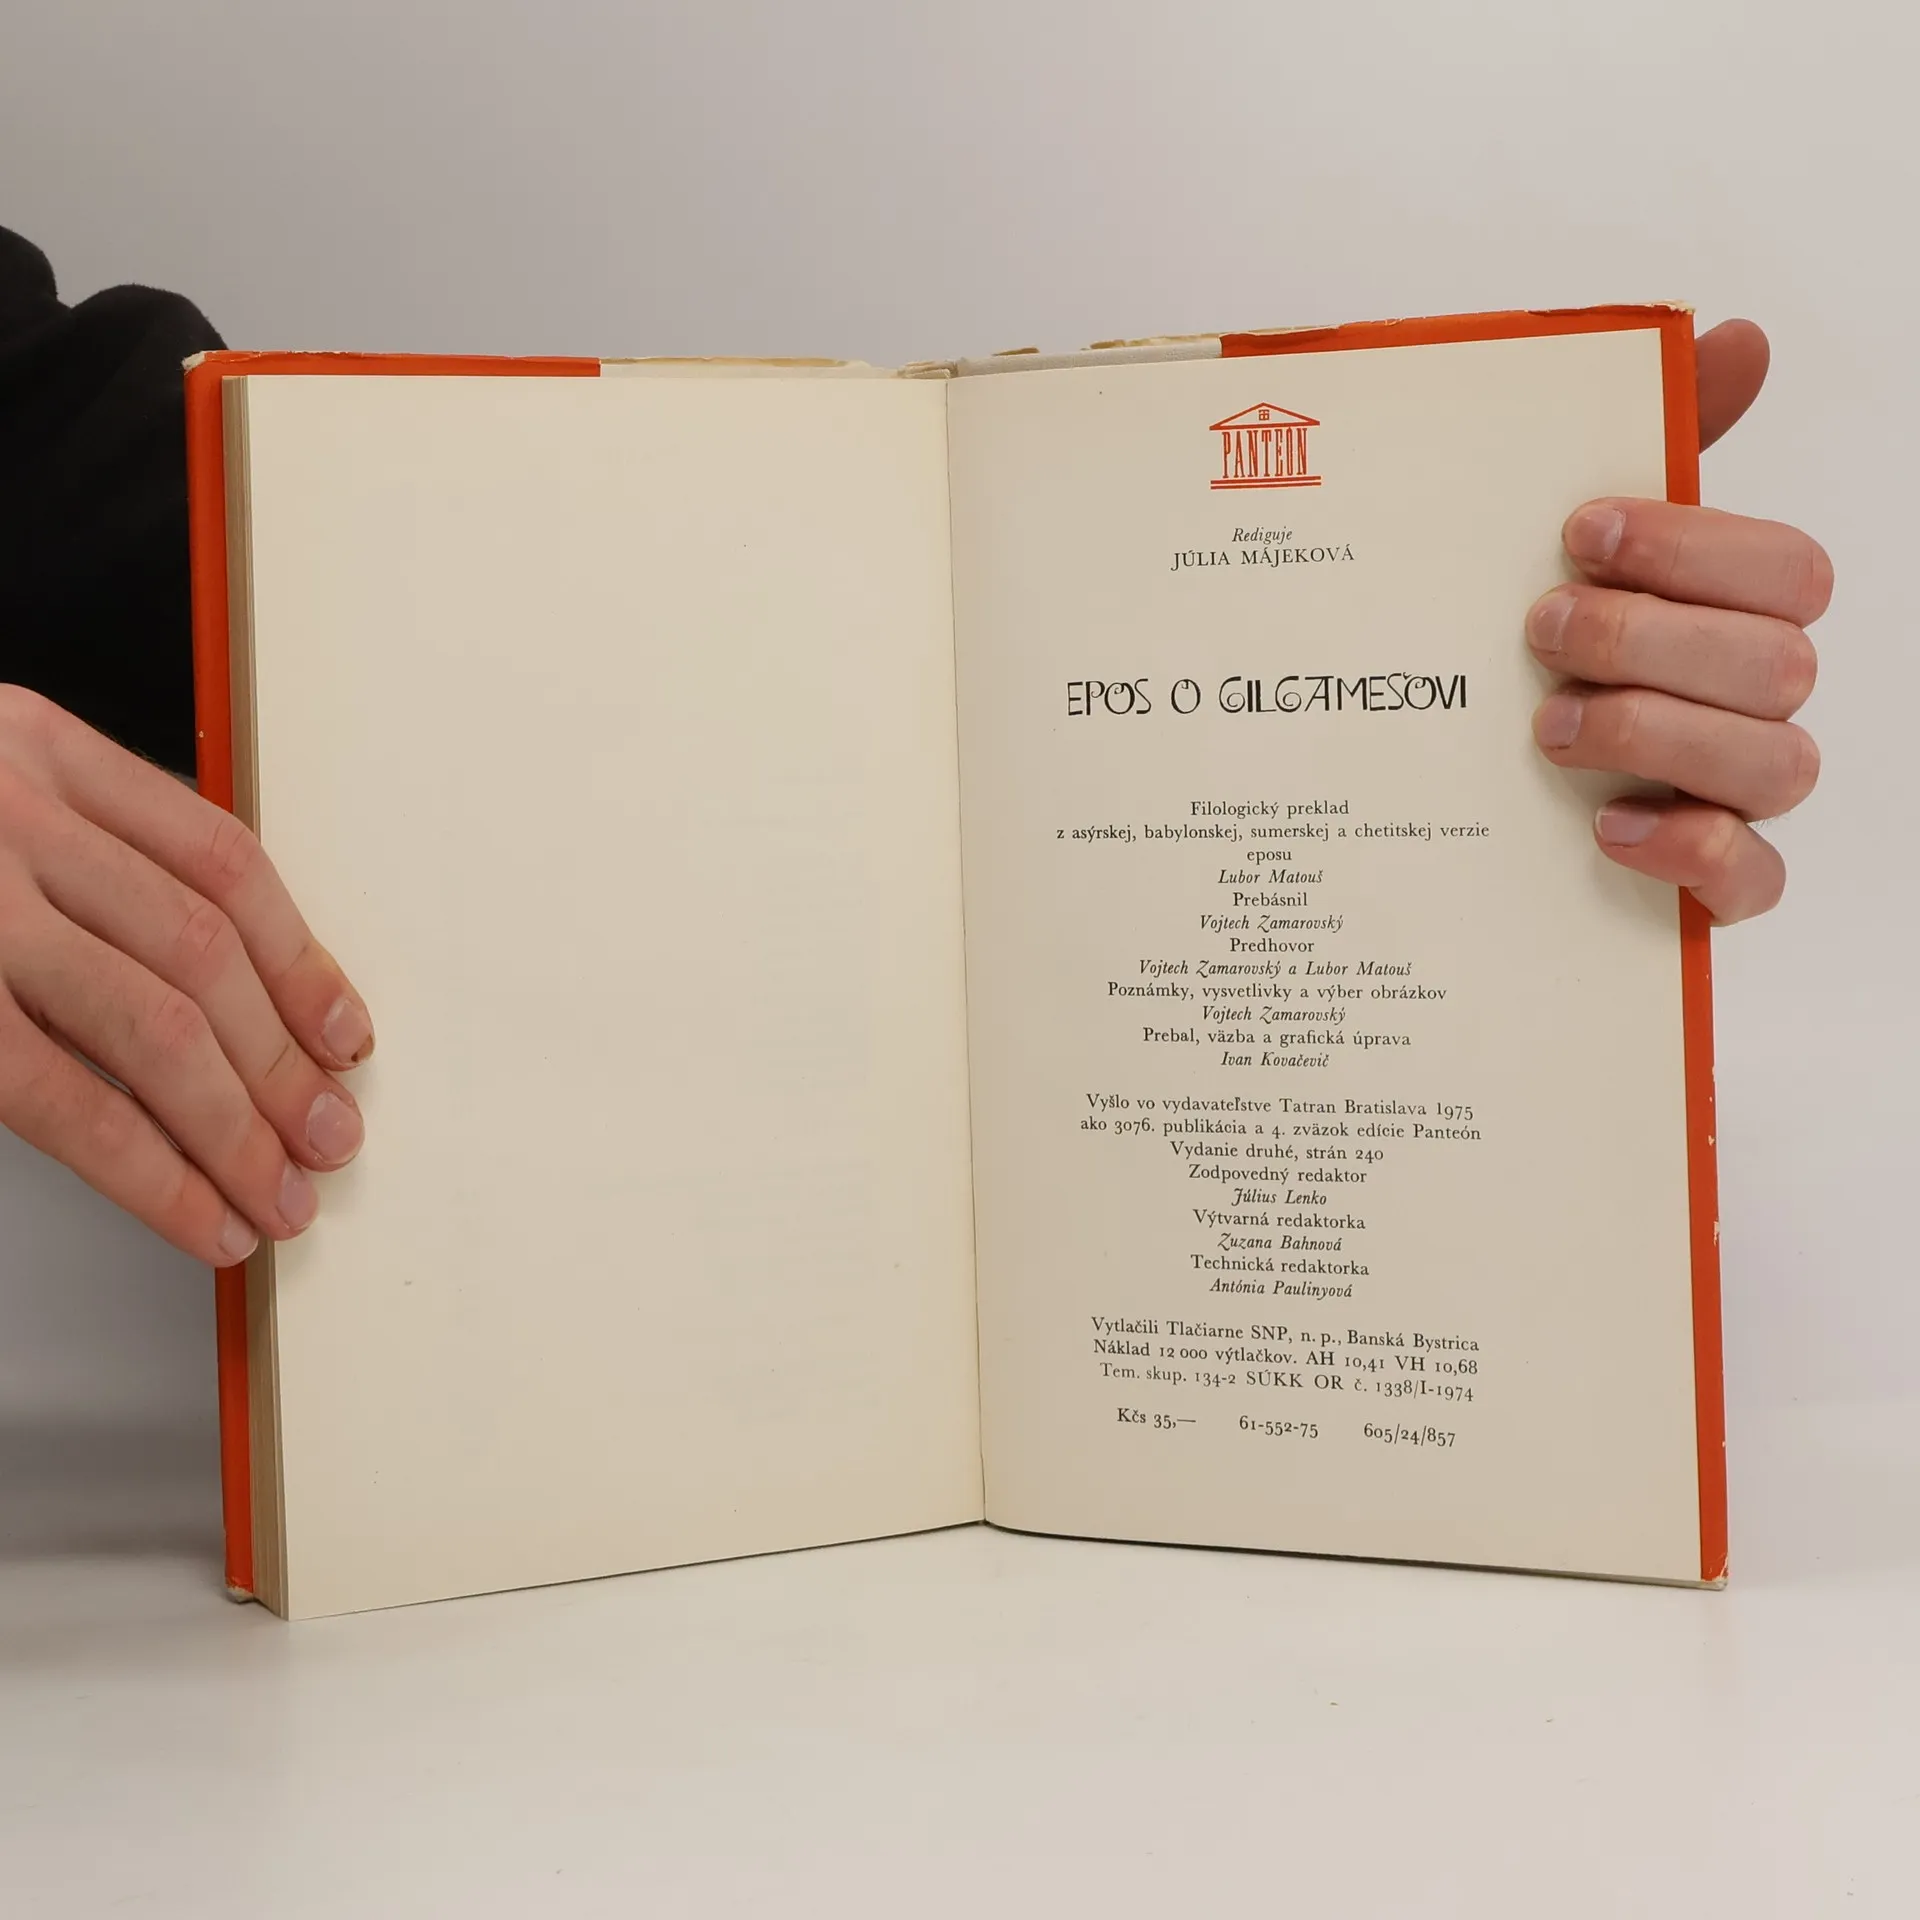 PANTEÓN
Rediguje
JÚLIA MÁJEKOVÁ
EPOS O GILGAMEŠOVI
Filologický preklad
z asýrskej, babylonskej, sumerskej a chetitskej verzie
eposu
Lubor Matouš
Prebásnil
Vojtech Zamarovský
Predhovor
Vojtech Zamarovský a Lubor Matouš
Poznámky, vysvetlivky a výber obrázkov
Vojtech Zamarovský
Prebal, väzba a grafická úprava
Ivan Kovačevič
Vyšlo vo vydavateľstve Tatran Bratislava 1975
ako 3076. publikácia a 4. zväzok edície Panteón
Vydanie druhé, strán 240
Zodpovedný redaktor
Július Lenko
Výtvarná redaktorka
Zuzana Bahnová
Technická redaktorka
Antónia Paulinyová
Vytlačili Tlačiarne SNP, n. p., Banská Bystrica
Náklad 12 000 výtlačkov. AH 10,41 VH 10,68
Tem. skup. 134-2 SÚKK OR č. 1338/I-1974
Kčs 35,— 61-552-75 605/24/857